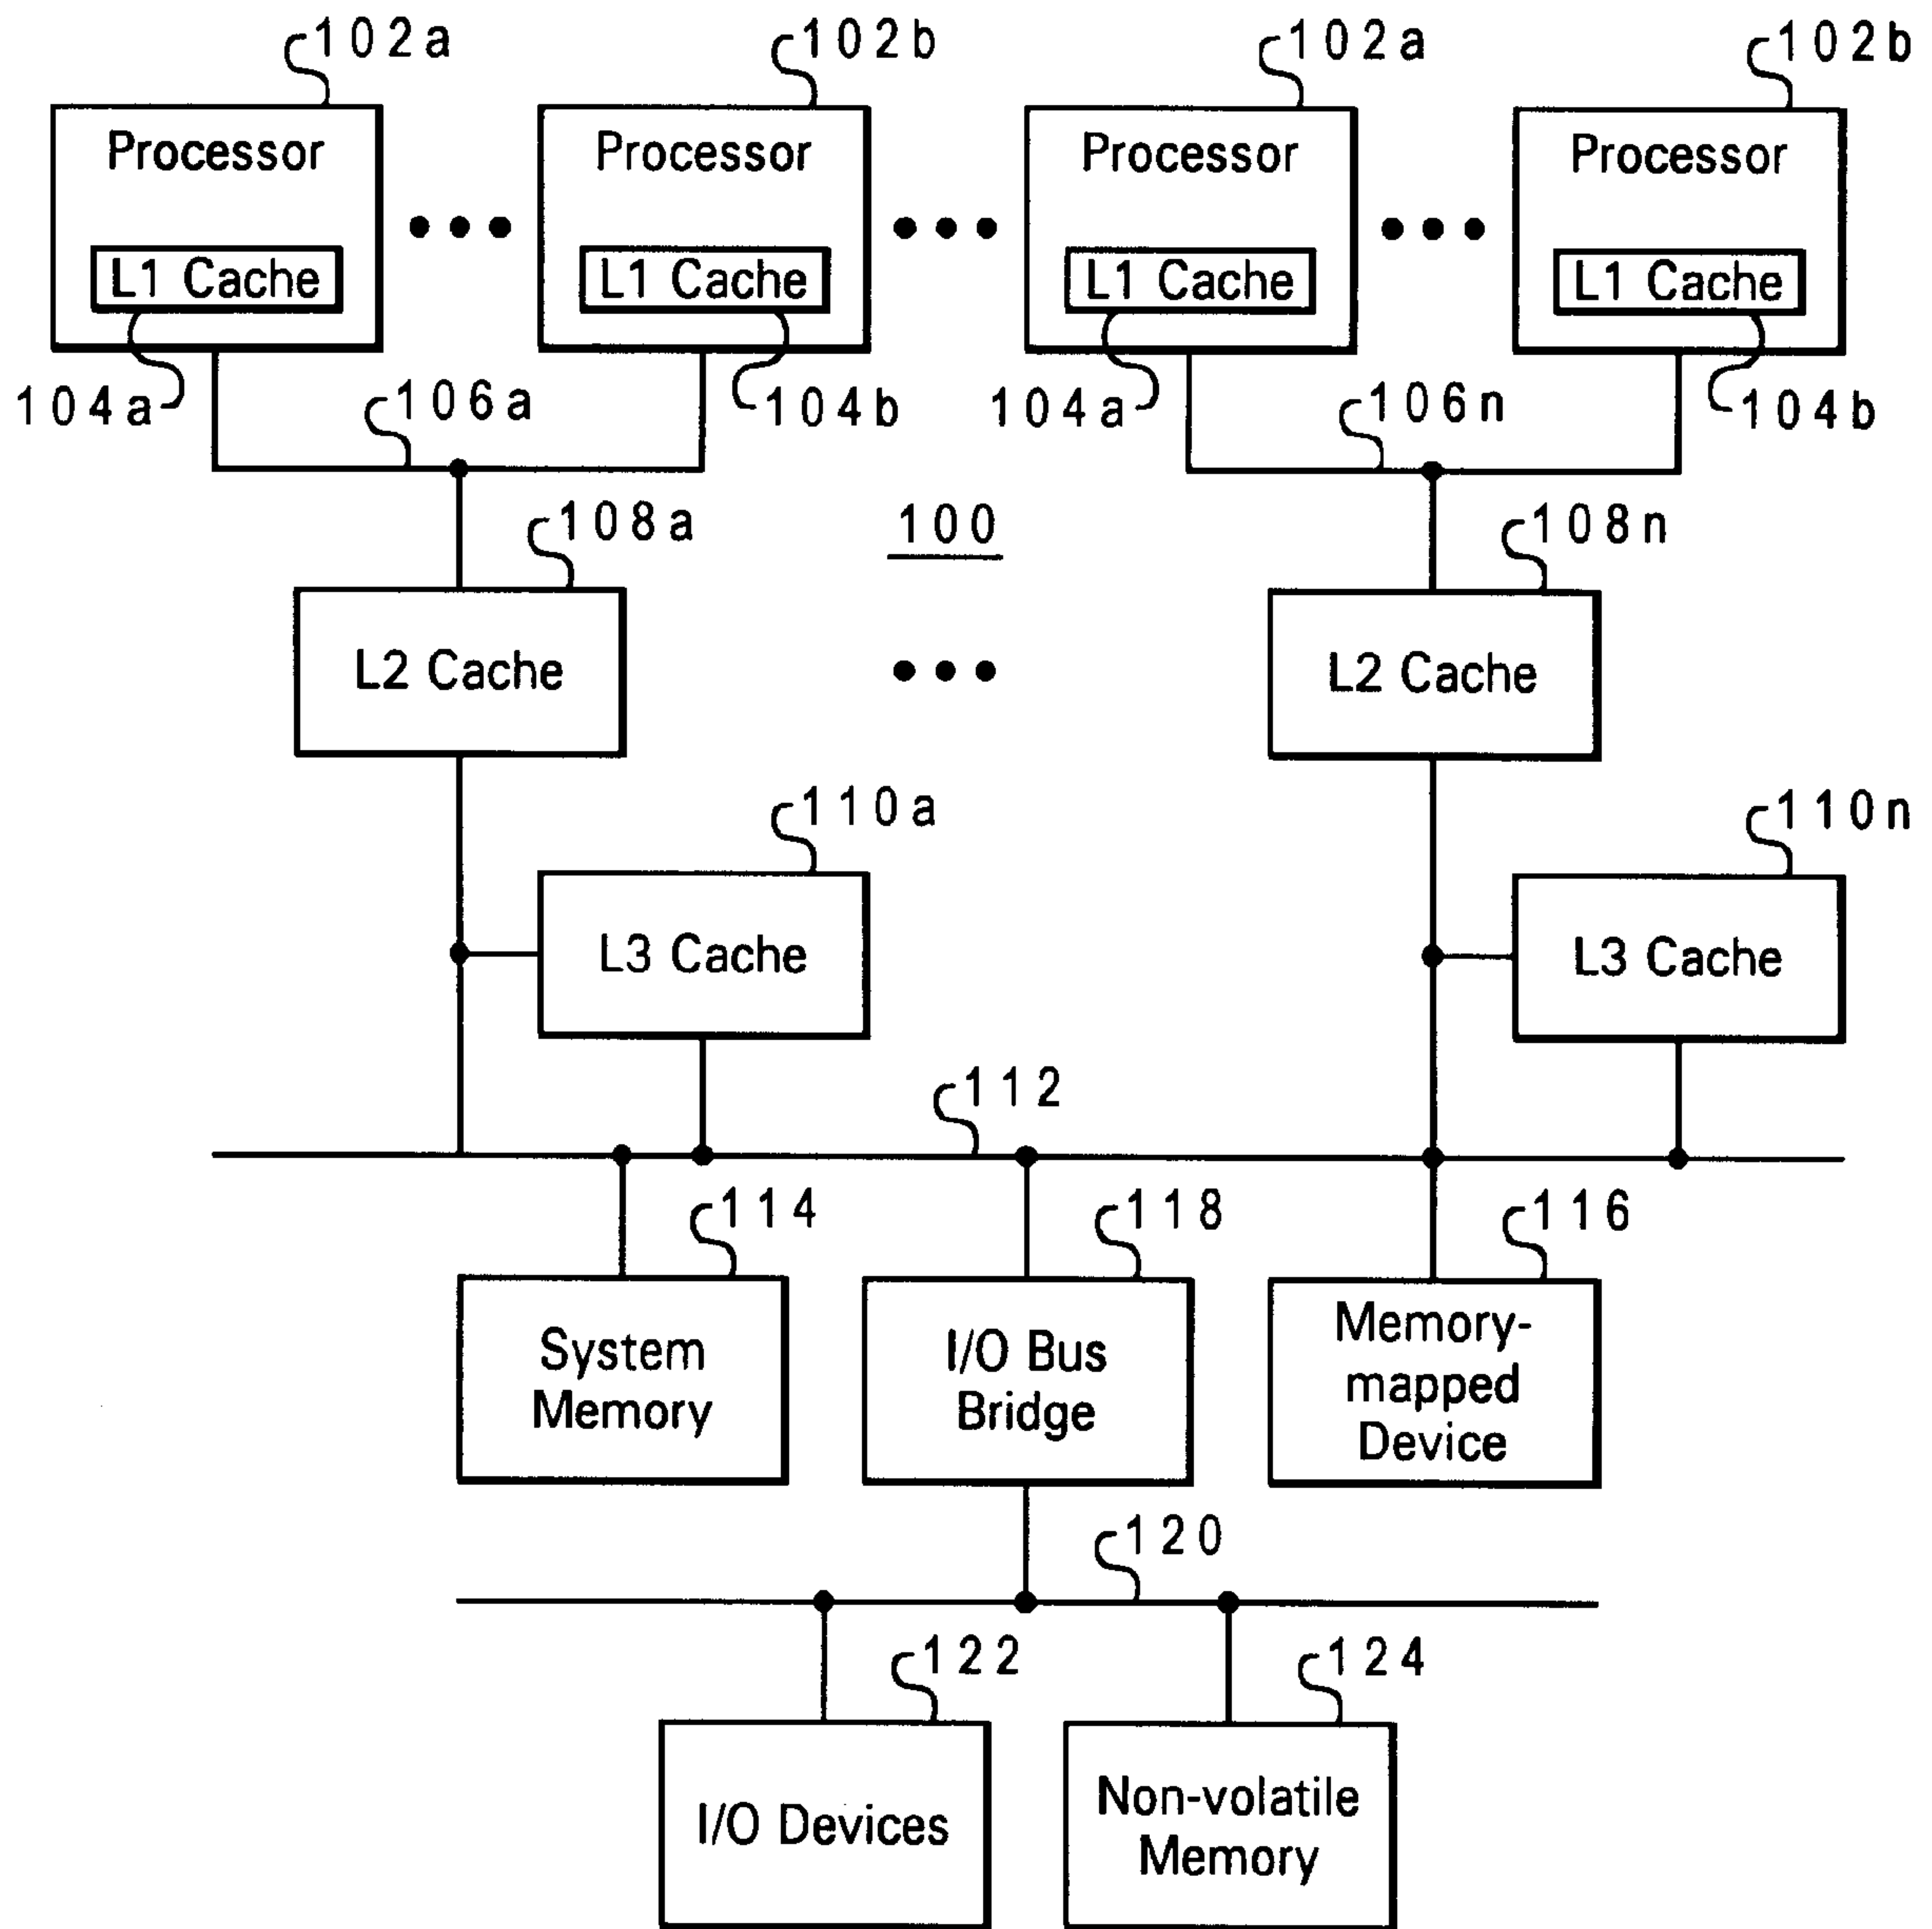 102a
102b
102a
102b
Processor
Processor
Processor
Processor
L1 Cache
L1 Cache
L1 Cache
L1 Cache
104a
106a
104b
104a
106n
104b
108a
100
108n
L2 Cache
L2 Cache
110a
110n
L3 Cache
L3 Cache
112
114
118
116
System
Memory
I/O Bus
Bridge
Memory-
mapped
Device
120
122
124
I/O Devices
Non-volatile
Memory